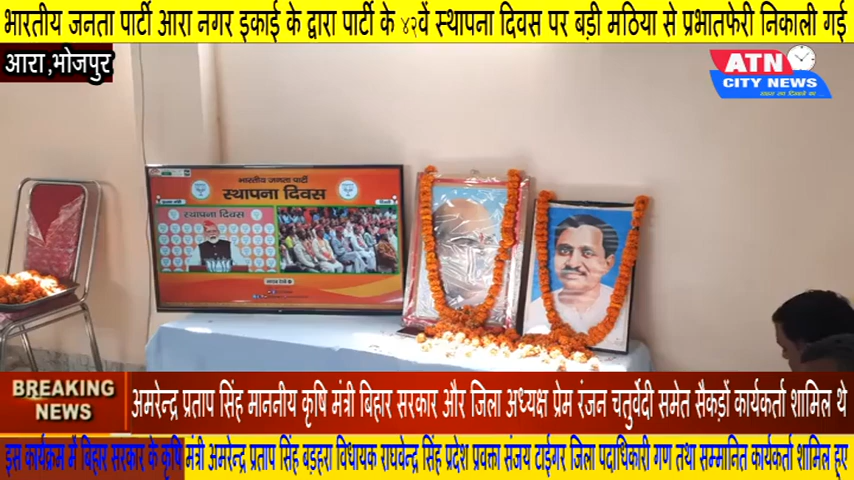 भारतीय जनता पार्टी आरा नगर इकाई के द्वारा पार्टी के ४२वें स्थापना दिवस पर बड़ी मठिया से प्रभातफेरी निकाली गई
आरा ,भोजपुर
ATN
CITY NEWS
भारतीय जनता पार्टी
स्थापना दिवस
स्थापना दिवस
BREAKING
NEWS
अमरेन्द्र प्रताप सिंह माननीय कृषि मंत्री बिहार सरकार और जिला अध्यक्ष प्रेम रंजन चतुर्वेदी समेत सैकड़ों कार्यकर्ता शामिल थे
इस कार्यक्रम में बिहार सरकार के कृषि मंत्री अमरेन्द्र प्रताप सिंह बड़हरा विधायक राघवेन्द्र सिंह प्रदेश प्रवक्ता संजय टाईगर जिला पदाधिकारी गण तथा सम्मानित कार्यकर्ता शामिल हुए